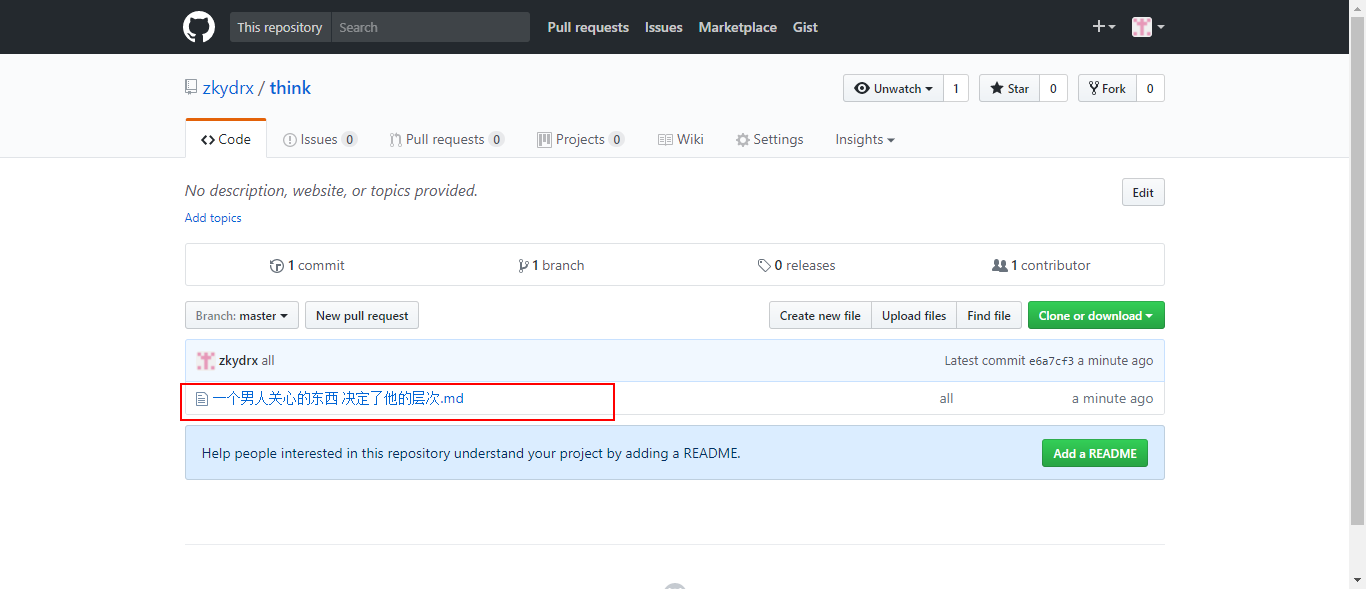 This repository Search Pull requests Issues Marketplace Gist
zkydrx / think Unwatch 1 Star 0 Fork 0
Code Issues 0 Pull requests 0 Projects 0 Wiki Settings Insights
No description, website, or topics provided. Edit
Add topics
1 commit 1 branch 0 releases 1 contributor
Branch: master New pull request Create new file Upload files Find file Clone or download
zkydrx all Latest commit e6a7cf3 a minute ago
一个男人关心的东西 决定了他的层次.md all a minute ago
Help people interested in this repository understand your project by adding a README. Add a README